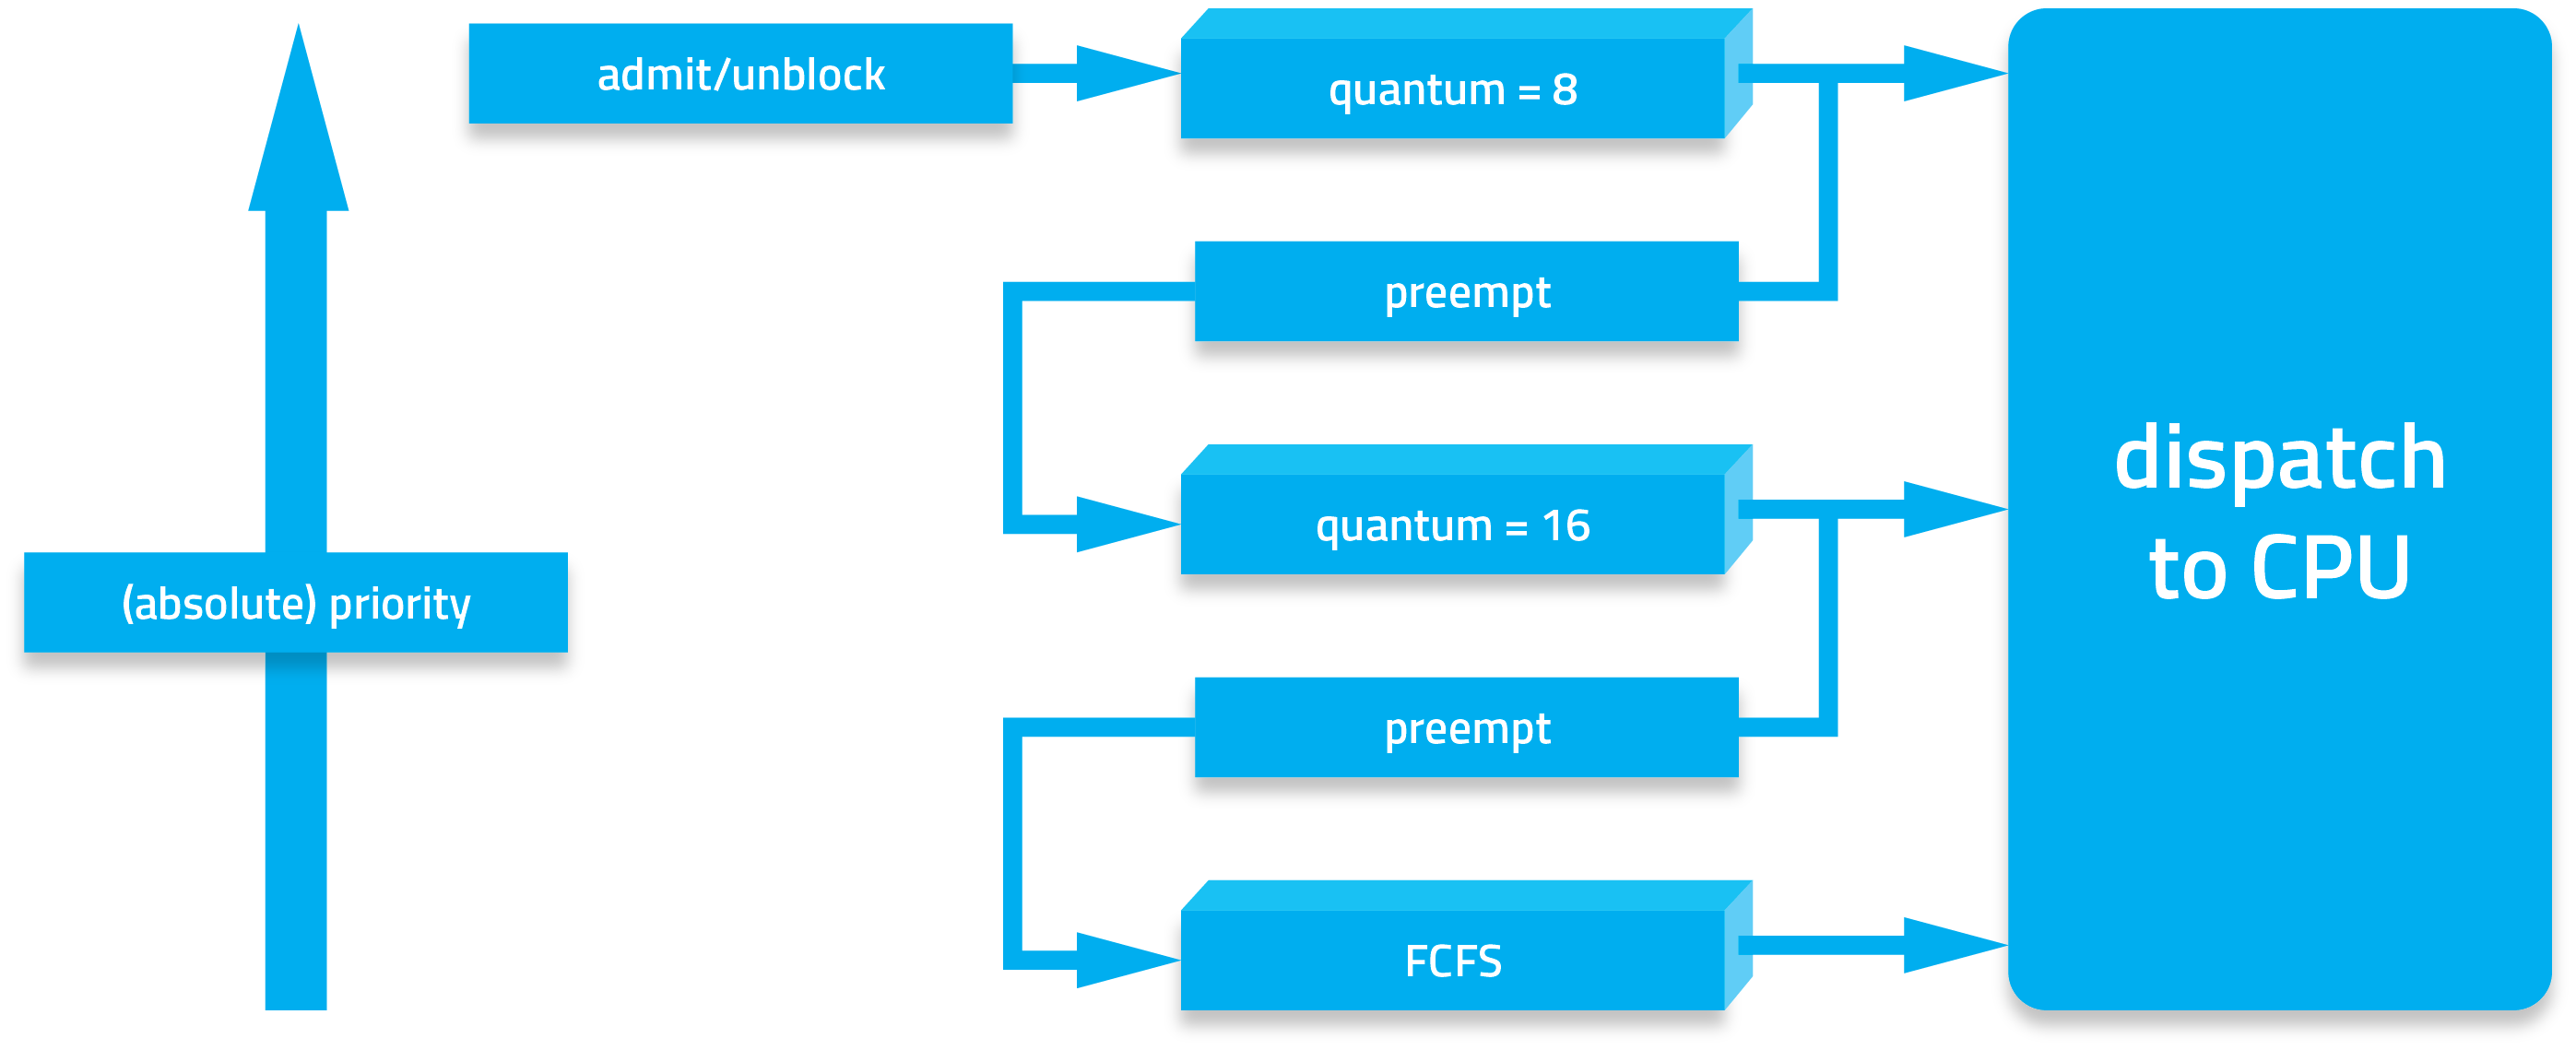 admit/unblock
quantum = 8
preempt
quantum = 16
dispatch
to CPU
(absolute) priority
preempt
FCFS